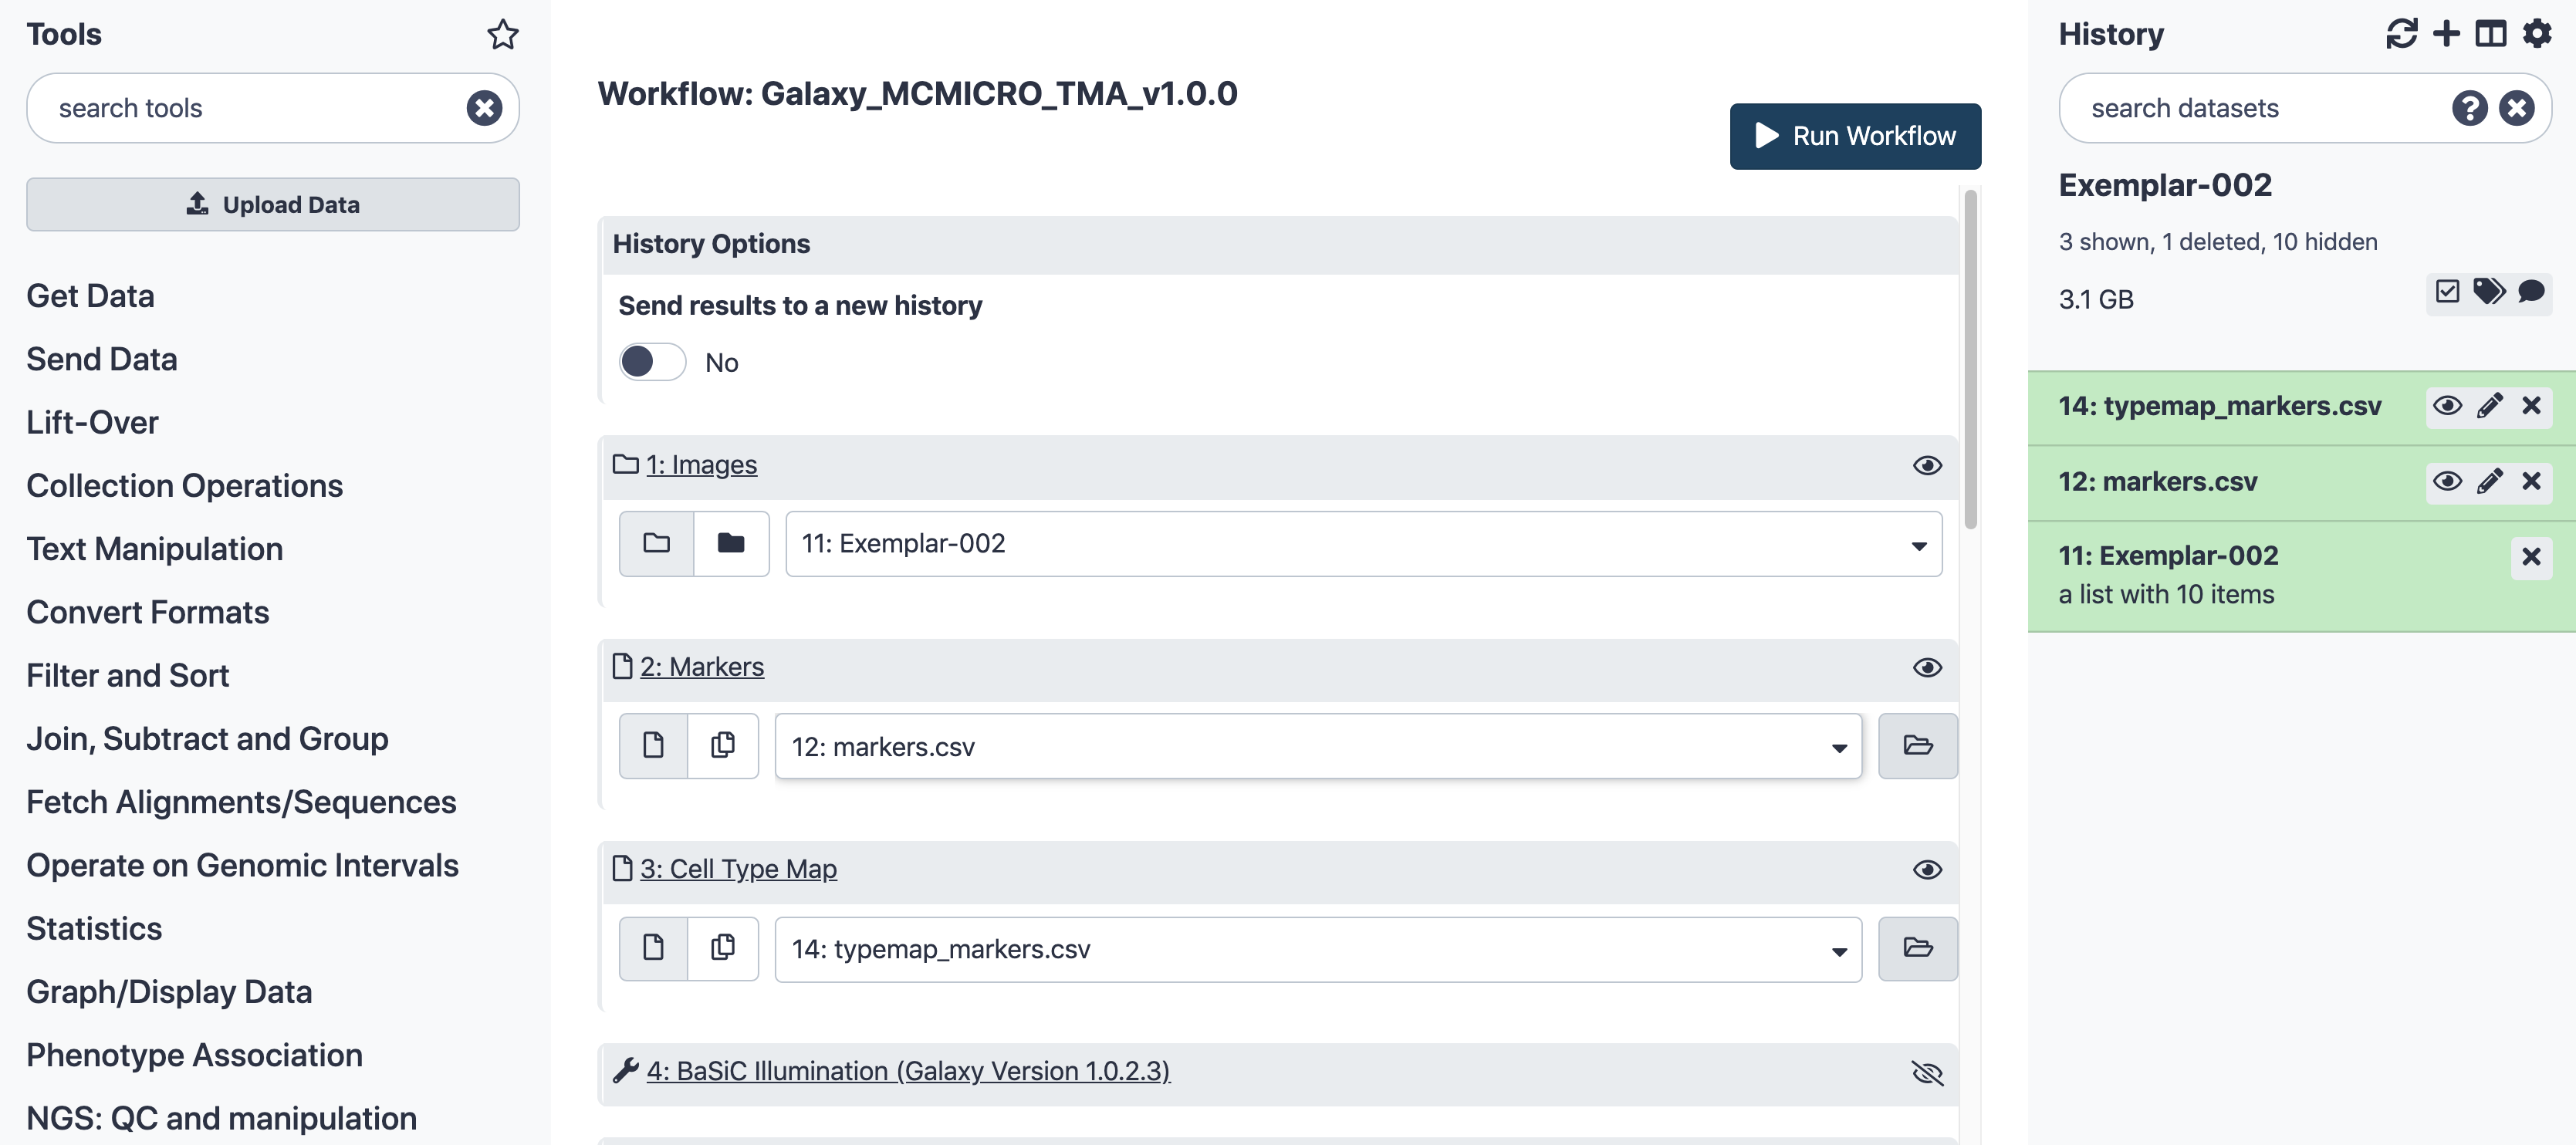 Tools
search tools
Upload Data
Get Data
Send Data
Lift-Over
Collection Operations
Text Manipulation
Convert Formats
Filter and Sort
Join, Subtract and Group
Fetch Alignments/Sequences
Operate on Genomic Intervals
Statistics
Graph/Display Data
Phenotype Association
NGS: QC and manipulation
Workflow: Galaxy_MCMICRO_TMA_v1.0.0
Run Workflow
History Options
Send results to a new history
No
1: Images
11: Exemplar-002
2: Markers
12: markers.csv
3: Cell Type Map
14: typemap_markers.csv
4: BaSiC Illumination (Galaxy Version 1.0.2.3)
History
search datasets
Exemplar-002
3 shown, 1 deleted, 10 hidden
3.1 GB
14: typemap_markers.csv
12: markers.csv
11: Exemplar-002
a list with 10 items